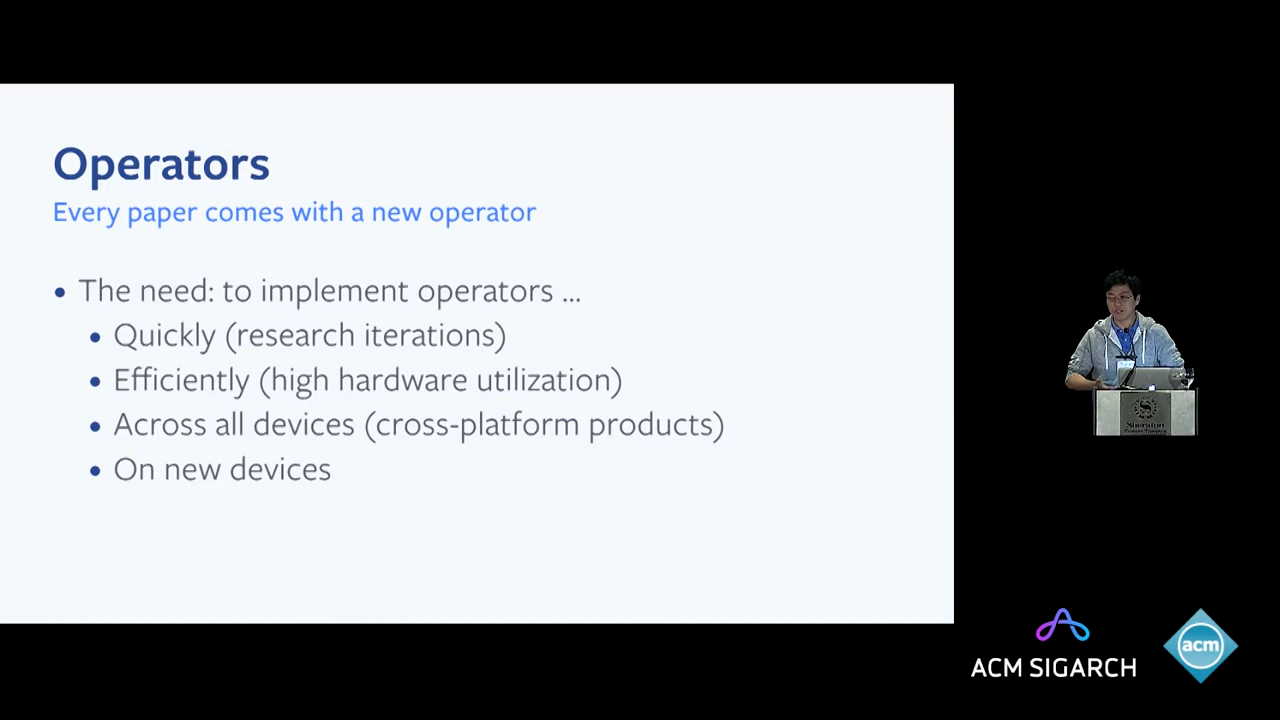 Operators
Every paper comes with a new operator
• The need: to implement operators ...
• Quickly (research iterations)
• Efficiently (high hardware utilization)
• Across all devices (cross-platform products)
• On new devices
S
Sheraton
ACM SIGARCH
acm